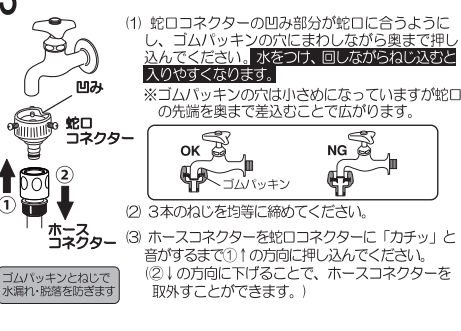 (1) 蛇口コネクターの凹み部分が蛇口に合うように
し、ゴムパッキンの穴にまわしながら奥まで押し
込んでください。水をつけ、回しながらねじ込むと
入りやすくなります。
※ゴムパッキンの穴は小さめになっていますが蛇口
の先端を奥まで差込むことで広がります。
凹み
蛇口
コネクター
②
①
ホース
コネクター
OK
NG
ゴムパッキン
(2) 3本のねじを均等に締めてください。
(3) ホースコネクターを蛇口コネクターに「カチッ」と
音がするまで①↑の方向に押し込んでください。
(②↓の方向に下げることで、ホースコネクターを
取外すことができます。)
ゴムパッキンとねじで
水漏れ・脱落を防ぎます